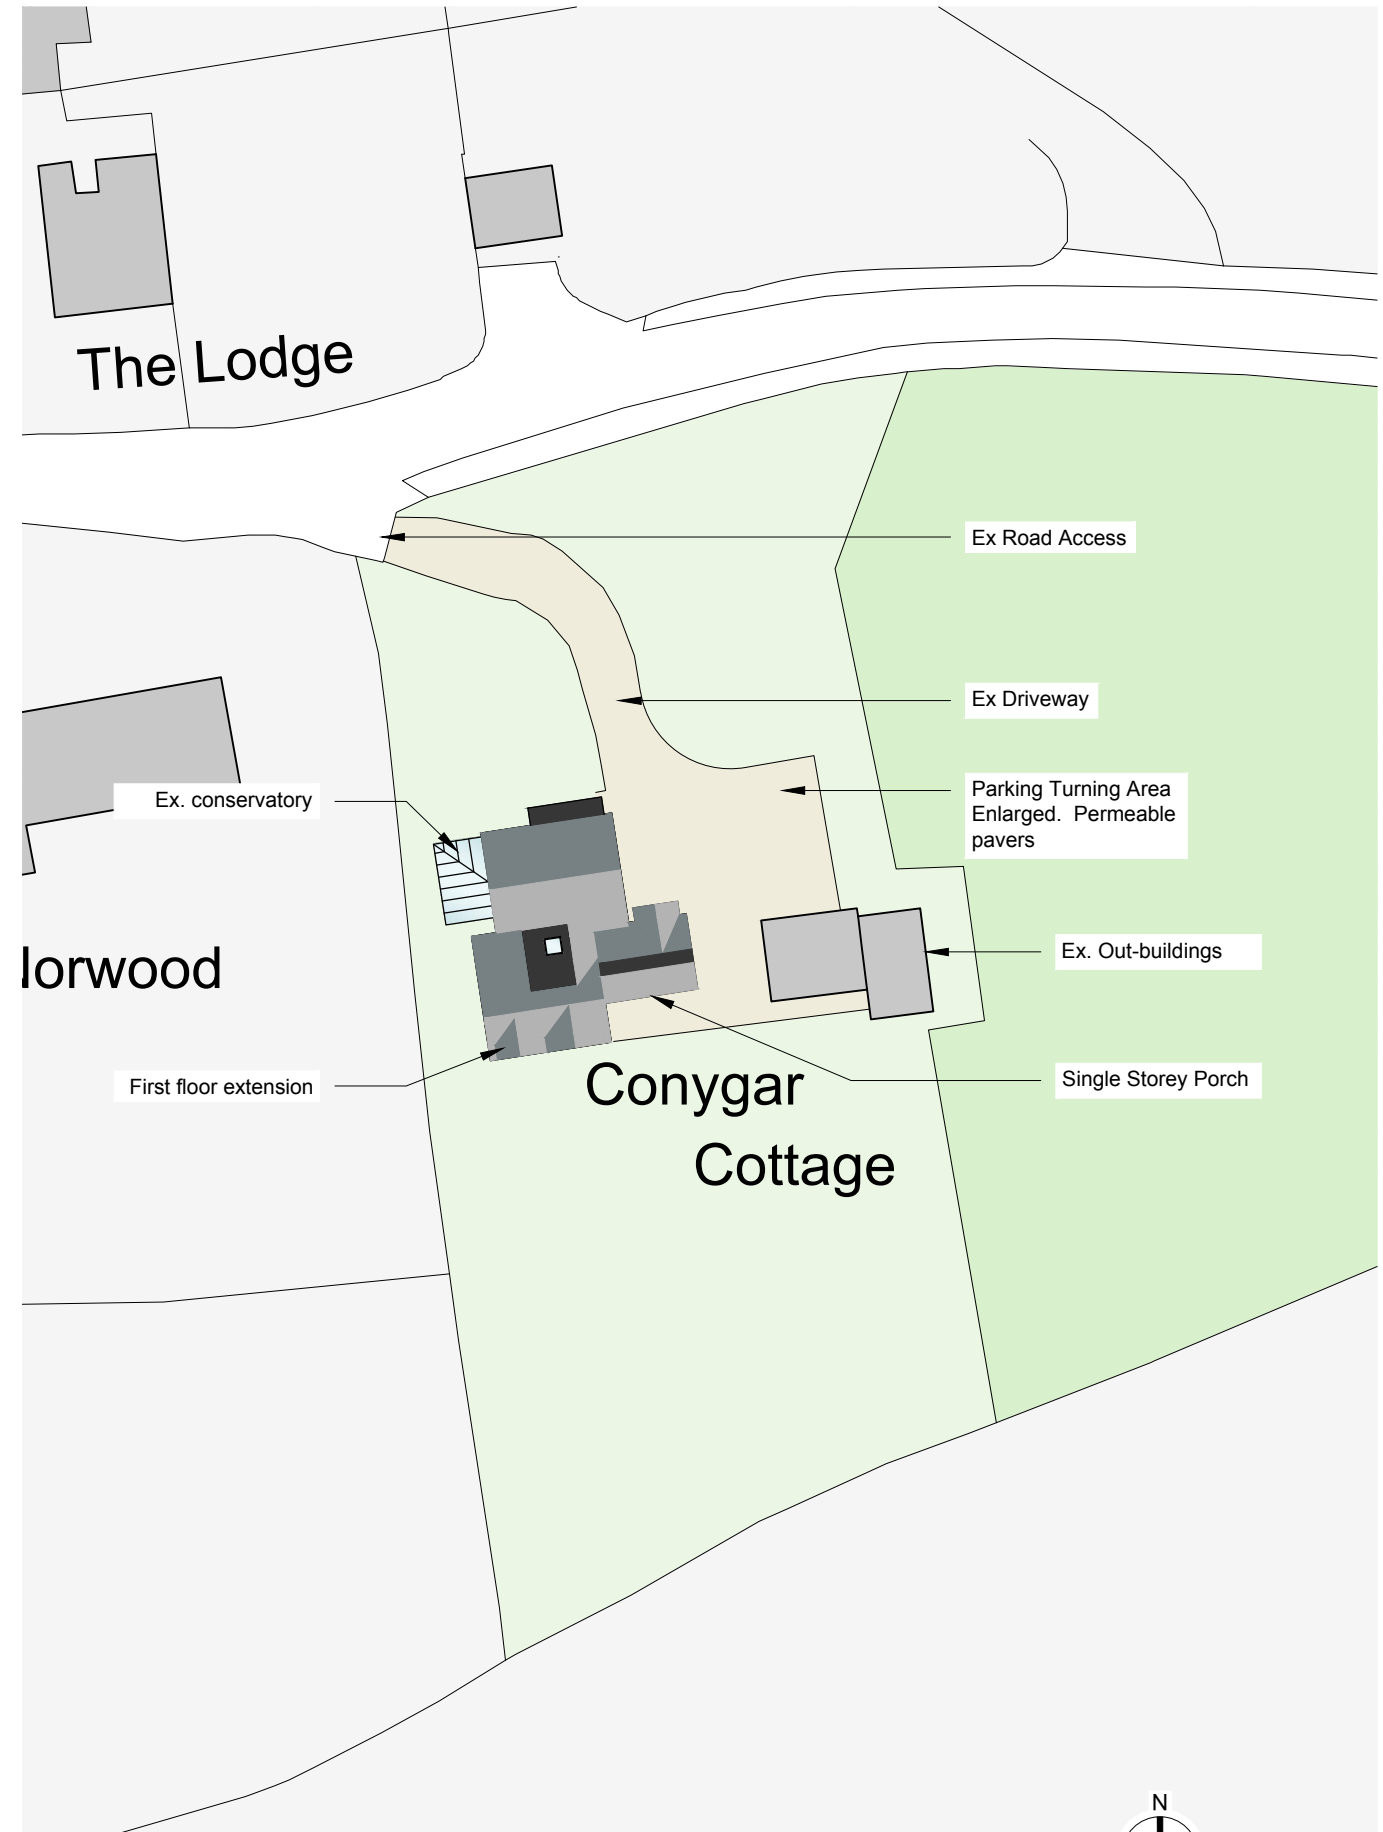 The Lodge
Ex Road Access
Ex Driveway
Parking Turning Area
Enlarged. Permeable
pavers
Ex. conservatory
Ex. Out-buildings
lorwood
First floor extension
Single Storey Porch
Conygar
Cottage
N